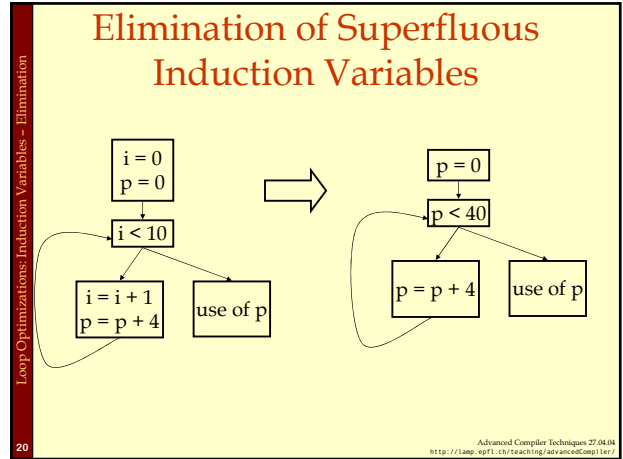 Elimination of Superfluous
Induction Variables
Loop Optimizations: Induction Variables – Elimination
i = 0
p = 0
i < 10
i = i + 1
p = p + 4
use of p
p = 0
p < 40
p = p + 4
use of p
20
Advanced Compiler Techniques 27.04.04
http://lamp.epfl.ch/teaching/advancedCompiler/